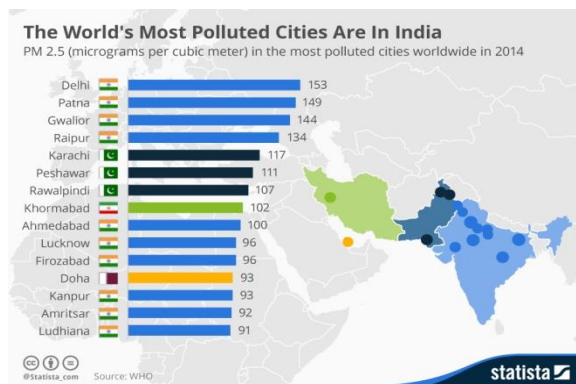 The World's Most Polluted Cities Are In India
PM 2.5 (micrograms per cubic meter) in the most polluted cities worldwide in 2014
Delhi 153
Patna 149
Gwalior 144
Raipur 134
Karachi 117
Peshawar 111
Rawalpindi 107
Khormabad 102
Ahmedabad 100
Lucknow 96
Firozabad 96
Doha 93
Kanpur 93
Amritsar 92
Ludhiana 91
cc
@Statista_com Source: WHO
statista